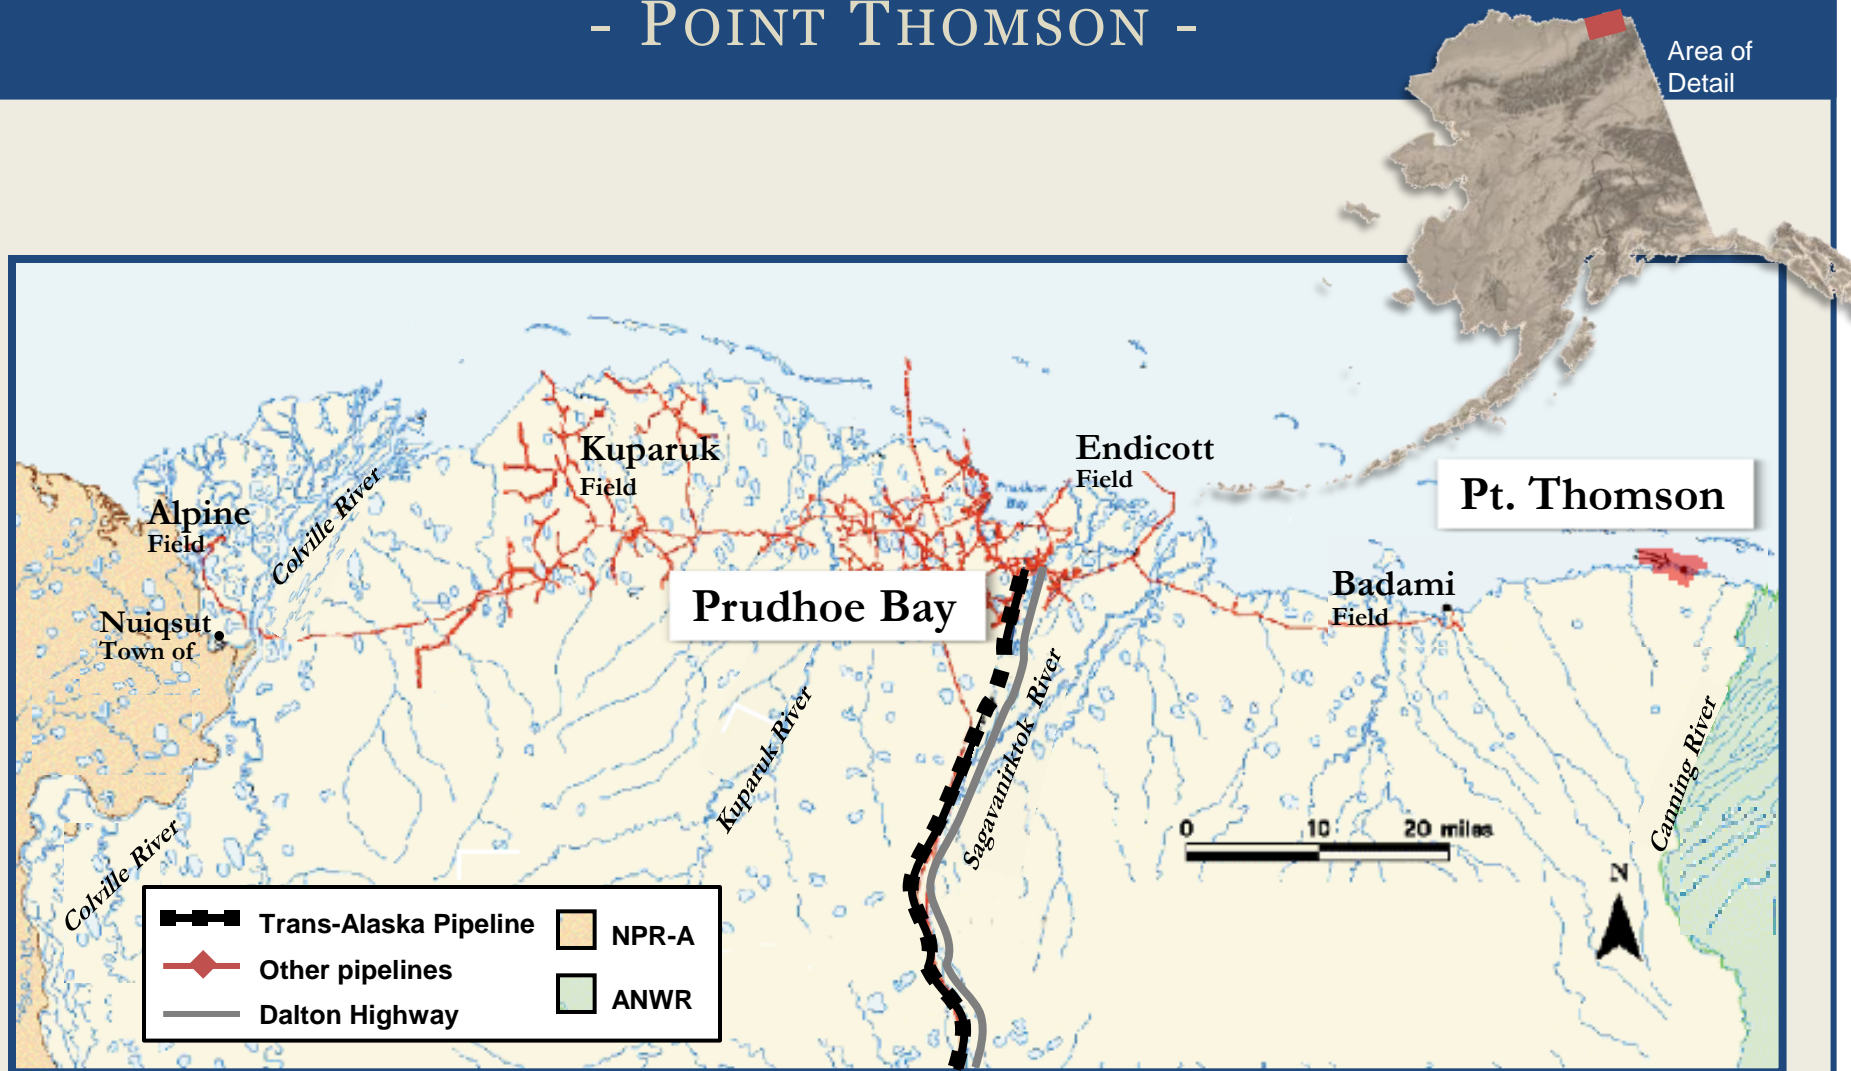 - POINT THOMSON -
Area of
Detail
Kuparuk
Field
Endicott
Field
Pt. Thomson
Prudhoe
Bay
Alpine
Field
Colville River
Prudhoe Bay
Badami
Field
Nuiqsut
Town of
Kuparuk River
Sagavanirktok River
Canning River
0 10 20 miles
N
Colville River
Trans-Alaska Pipeline
Other pipelines
Dalton Highway
NPR-A
ANWR